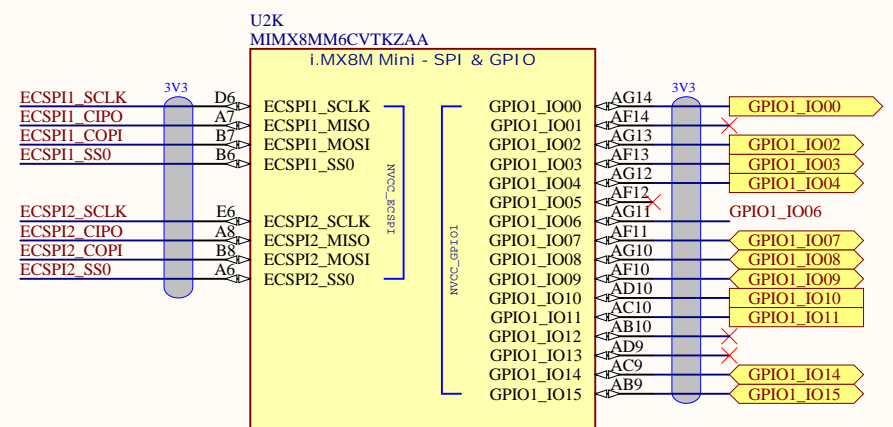 U2K
MIMX8MM6CVTKZAA
i.MX8M Mini - SPI & GPIO
3V3
3V3
ECSPI1_SCLK D6 ECSPI1_SCLK GPIO1_IO00 AG14 GPIO1_IO00
ECSPI1_CIPO A7 ECSPI1_MISO GPIO1_IO01 AF14
ECSPI1_COPI B7 ECSPI1_MOSI GPIO1_IO02 AG13 GPIO1_IO02
ECSPI1_SS0 B6 ECSPI1_SS0 GPIO1_IO03 AF13 GPIO1_IO03
GPIO1_IO04 AG12 GPIO1_IO04
GPIO1_IO05 AF12
ECSPI2_SCLK E6 ECSPI2_SCLK GPIO1_IO06 AG11 GPIO1_IO06
ECSPI2_CIPO A8 ECSPI2_MISO GPIO1_IO07 AF11 GPIO1_IO07
ECSPI2_COPI B8 ECSPI2_MOSI GPIO1_IO08 AG10 GPIO1_IO08
ECSPI2_SS0 A6 ECSPI2_SS0 GPIO1_IO09 AF10 GPIO1_IO09
GPIO1_IO10 AD10 GPIO1_IO10
GPIO1_IO11 AC10 GPIO1_IO11
GPIO1_IO12 AB10
GPIO1_IO13 AD9
GPIO1_IO14 AC9 GPIO1_IO14
GPIO1_IO15 AB9 GPIO1_IO15
NVCC_ECSPI
NVCC_GPIO1